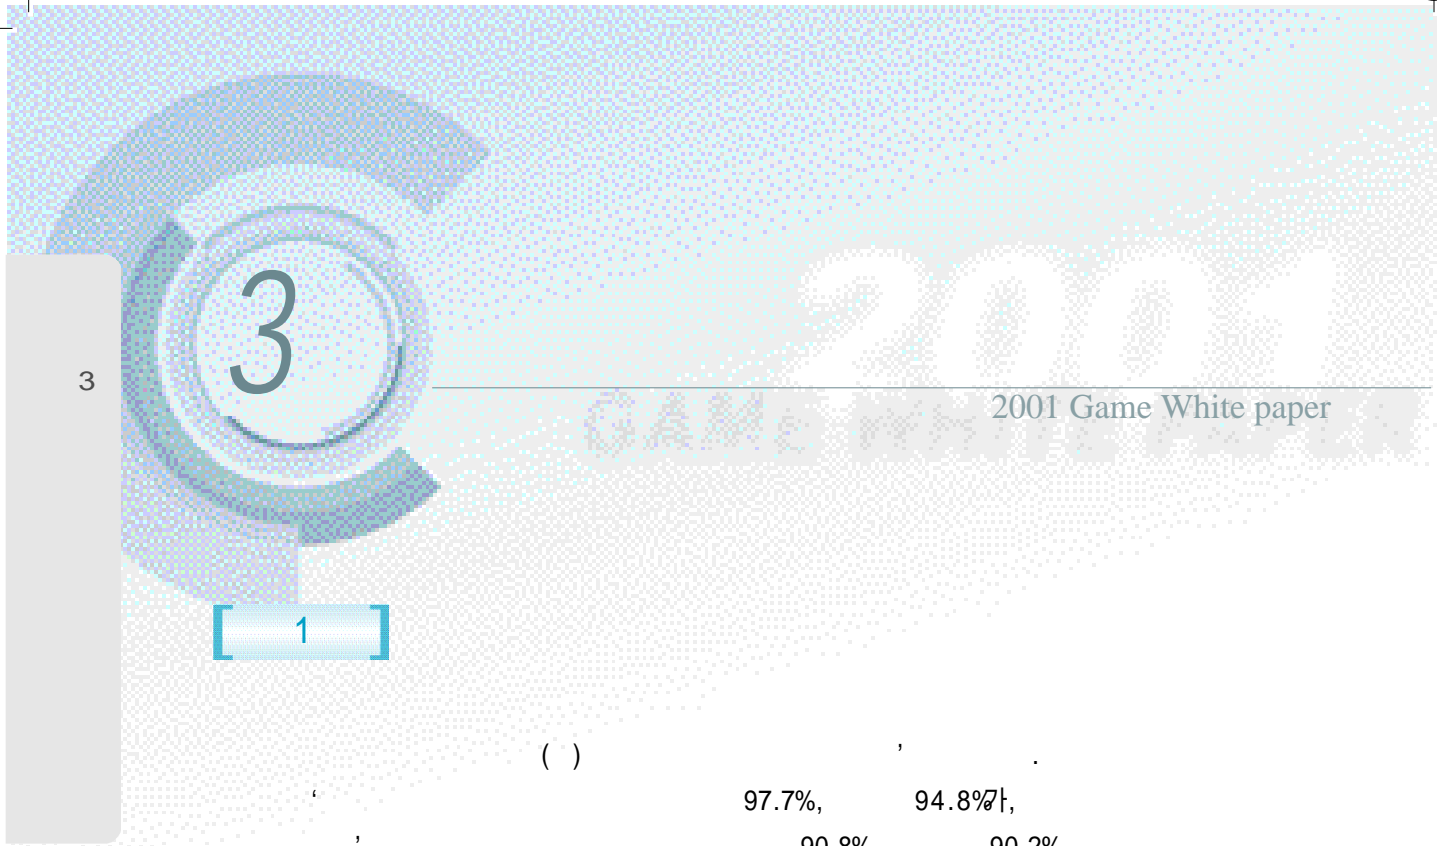 2001
3
3
2001 Game White paper
GAME WHITE PAPER
[ 1 ]
( ) ’ .
‘ 97.7%, 94.8%가,
’ 90.8% 90.2%